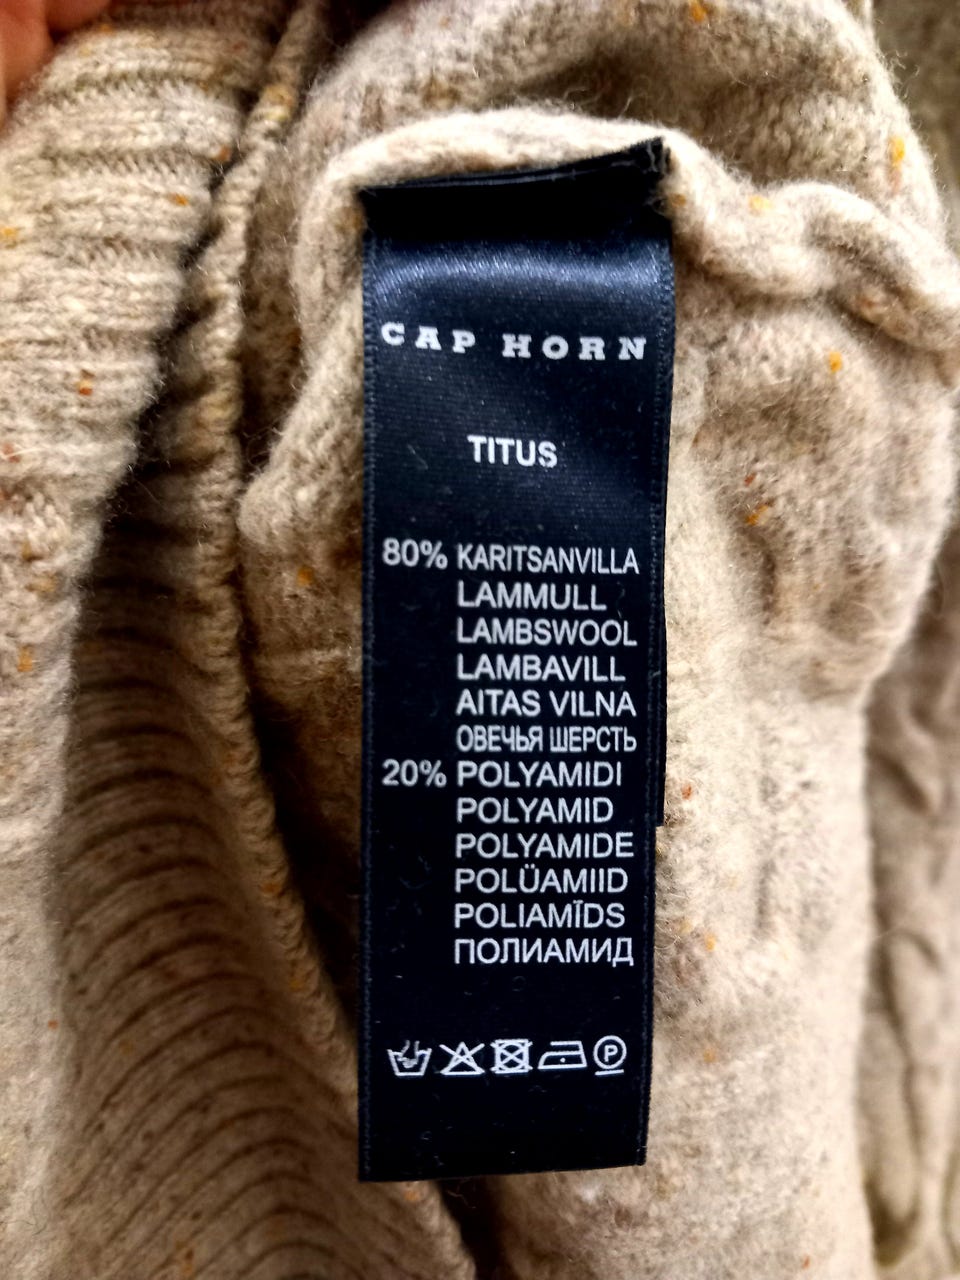 CAP HORN
TITUS
80% KARITSANVILLA
LAMMULL
LAMBSWOOL
LAMBAVILL
AITAS VILNA
ОВЕЧЬЯ ШЕРСТЬ
20% POLYAMIDI
POLYAMID
POLYAMIDE
POLÜAMIID
POLIAMĪDS
ПОЛИАМИД
P